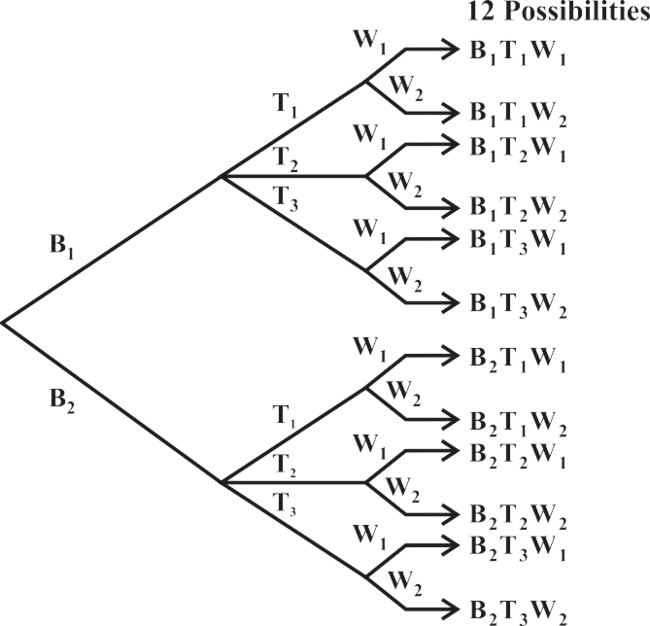 12 Possibilities
W₁
B₁T₁W₁
W₂
T₁
B₁T₁W₂
W₁
B₁T₂W₁
T₂
W₂
T₃
B₁T₂W₂
W₁
B₁T₃W₁
B₁
W₂
B₁T₃W₂
W₁
B₂T₁W₁
B₂
W₂
T₁
B₂T₁W₂
W₁
B₂T₂W₁
T₂
W₂
T₃
B₂T₂W₂
W₁
B₂T₃W₁
W₂
B₂T₃W₂